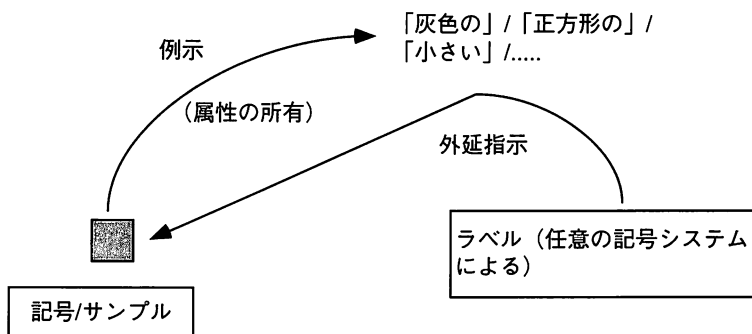 「灰色の」/「正方形の」/
「小さい」/.....
例示
（属性の所有）
外延指示
ラベル（任意の記号システム
による）
記号/サンプル